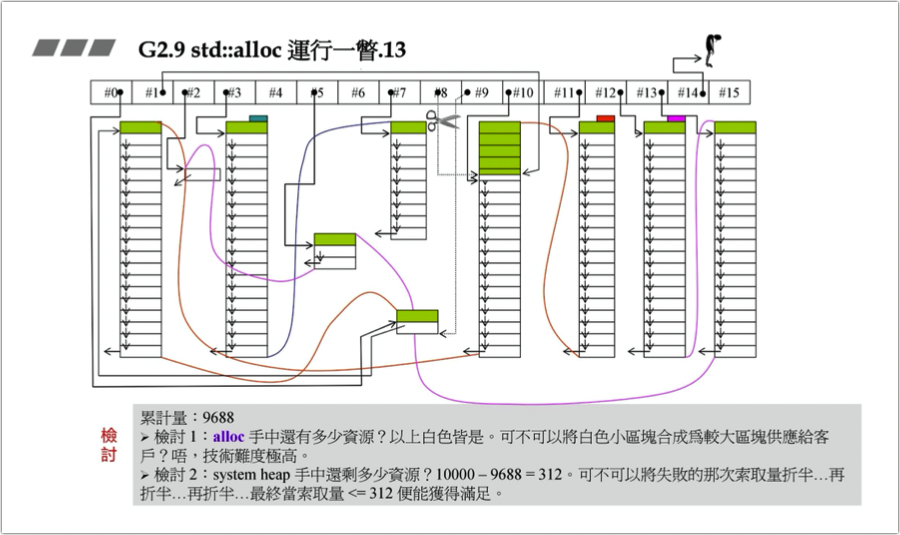 G2.9 std::alloc 運行一瞥.13
#0 #1 #2 #3 #4 #5 #6 #7 #8 #9 #10 #11 #12 #13 #14 #15
檢討
累計量：9688
➢ 檢討 1：alloc 手中還有多少資源？以上白色皆是。可不可以將白色小區塊合成爲較大區塊供應給客
戶？唔，技術難度極高。
➢ 檢討 2：system heap 手中還剩多少資源？10000 – 9688 = 312。可不可以將失敗的那次索取量折半…再
折半…再折半…最終當索取量 <= 312 便能獲得滿足。